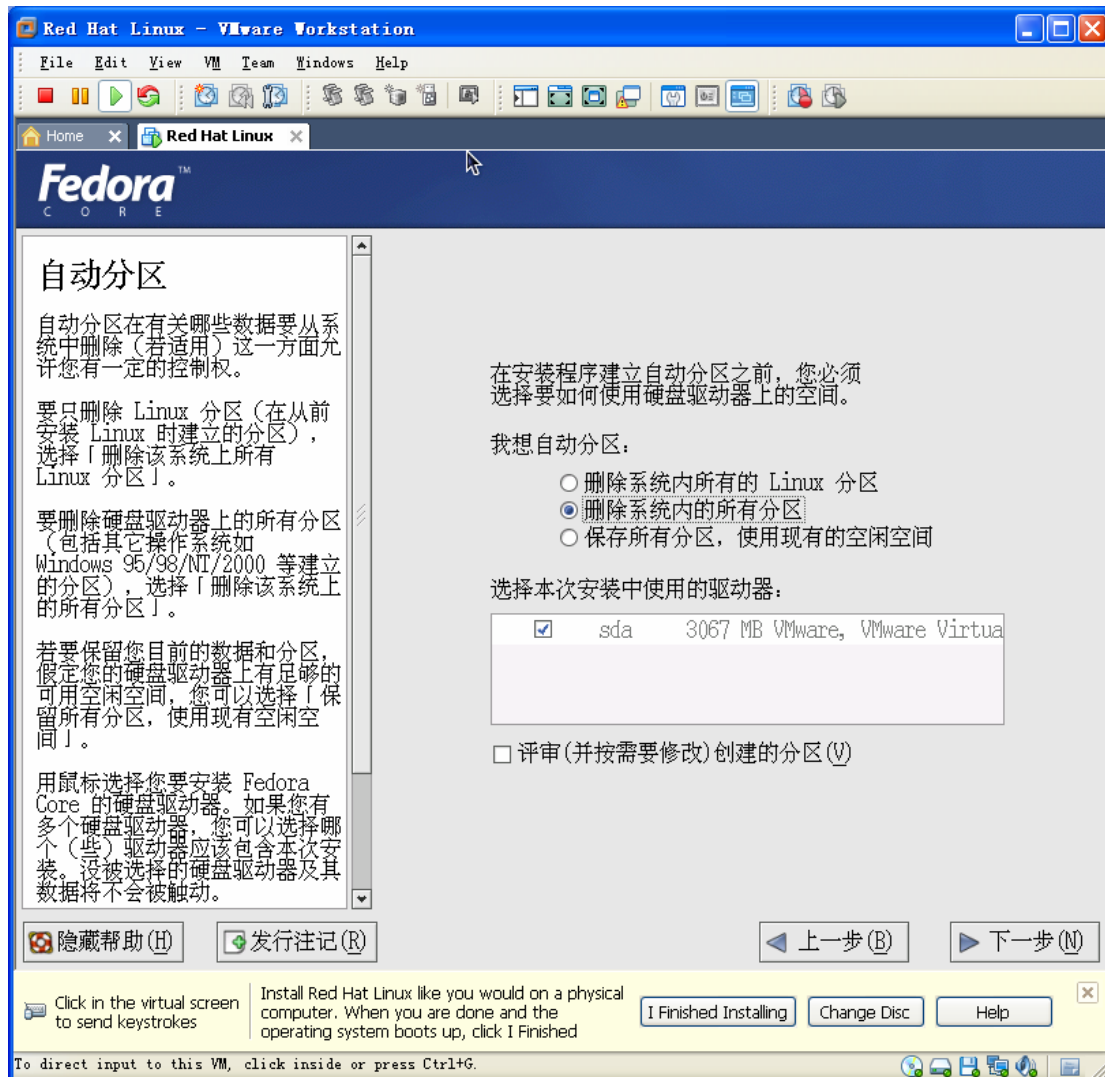 Red Hat Linux - VMware Workstation
File Edit View VM Team Windows Help
Home
Red Hat Linux
Fedora™
CORE
自动分区
自动分区在有关哪些数据要从系
统中删除（若适用）这一方面允
许您有一定的控制权。
要只删除 Linux 分区（在从前
安装 Linux 时建立的分区），
选择「删除该系统上所有
Linux 分区」。
要删除硬盘驱动器上的所有分区
（包括其它操作系统如
Windows 95/98/NT/2000 等建立
的分区），选择「删除该系统上
的所有分区」。
若要保留您目前的数据和分区，
假定您的硬盘驱动器上有足够的
可用空闲空间，您可以选择「保
留所有分区，使用现有空闲空
间」。
用鼠标选择您要安装 Fedora
Core 的硬盘驱动器。如果您有
多个硬盘驱动器，您可以选择哪
个（些）驱动器应该包含本次安
装。没被选择的硬盘驱动器及其
数据将不会被触动。
在安装程序建立自动分区之前，您必须
选择要如何使用硬盘驱动器上的空间。
我想自动分区：
删除系统内所有的 Linux 分区
删除系统内的所有分区
保存所有分区，使用现有的空闲空间
选择本次安装中使用的驱动器：
sda 3067 MB VMware, VMware Virtua
评审(并按需要修改)创建的分区(V)
隐藏帮助(H)
发行注记(R)
上一步(B)
下一步(N)
Click in the virtual screen
to send keystrokes
Install Red Hat Linux like you would on a physical
computer. When you are done and the
operating system boots up, click I Finished
I Finished Installing
Change Disc
Help
To direct input to this VM, click inside or press Ctrl+G.